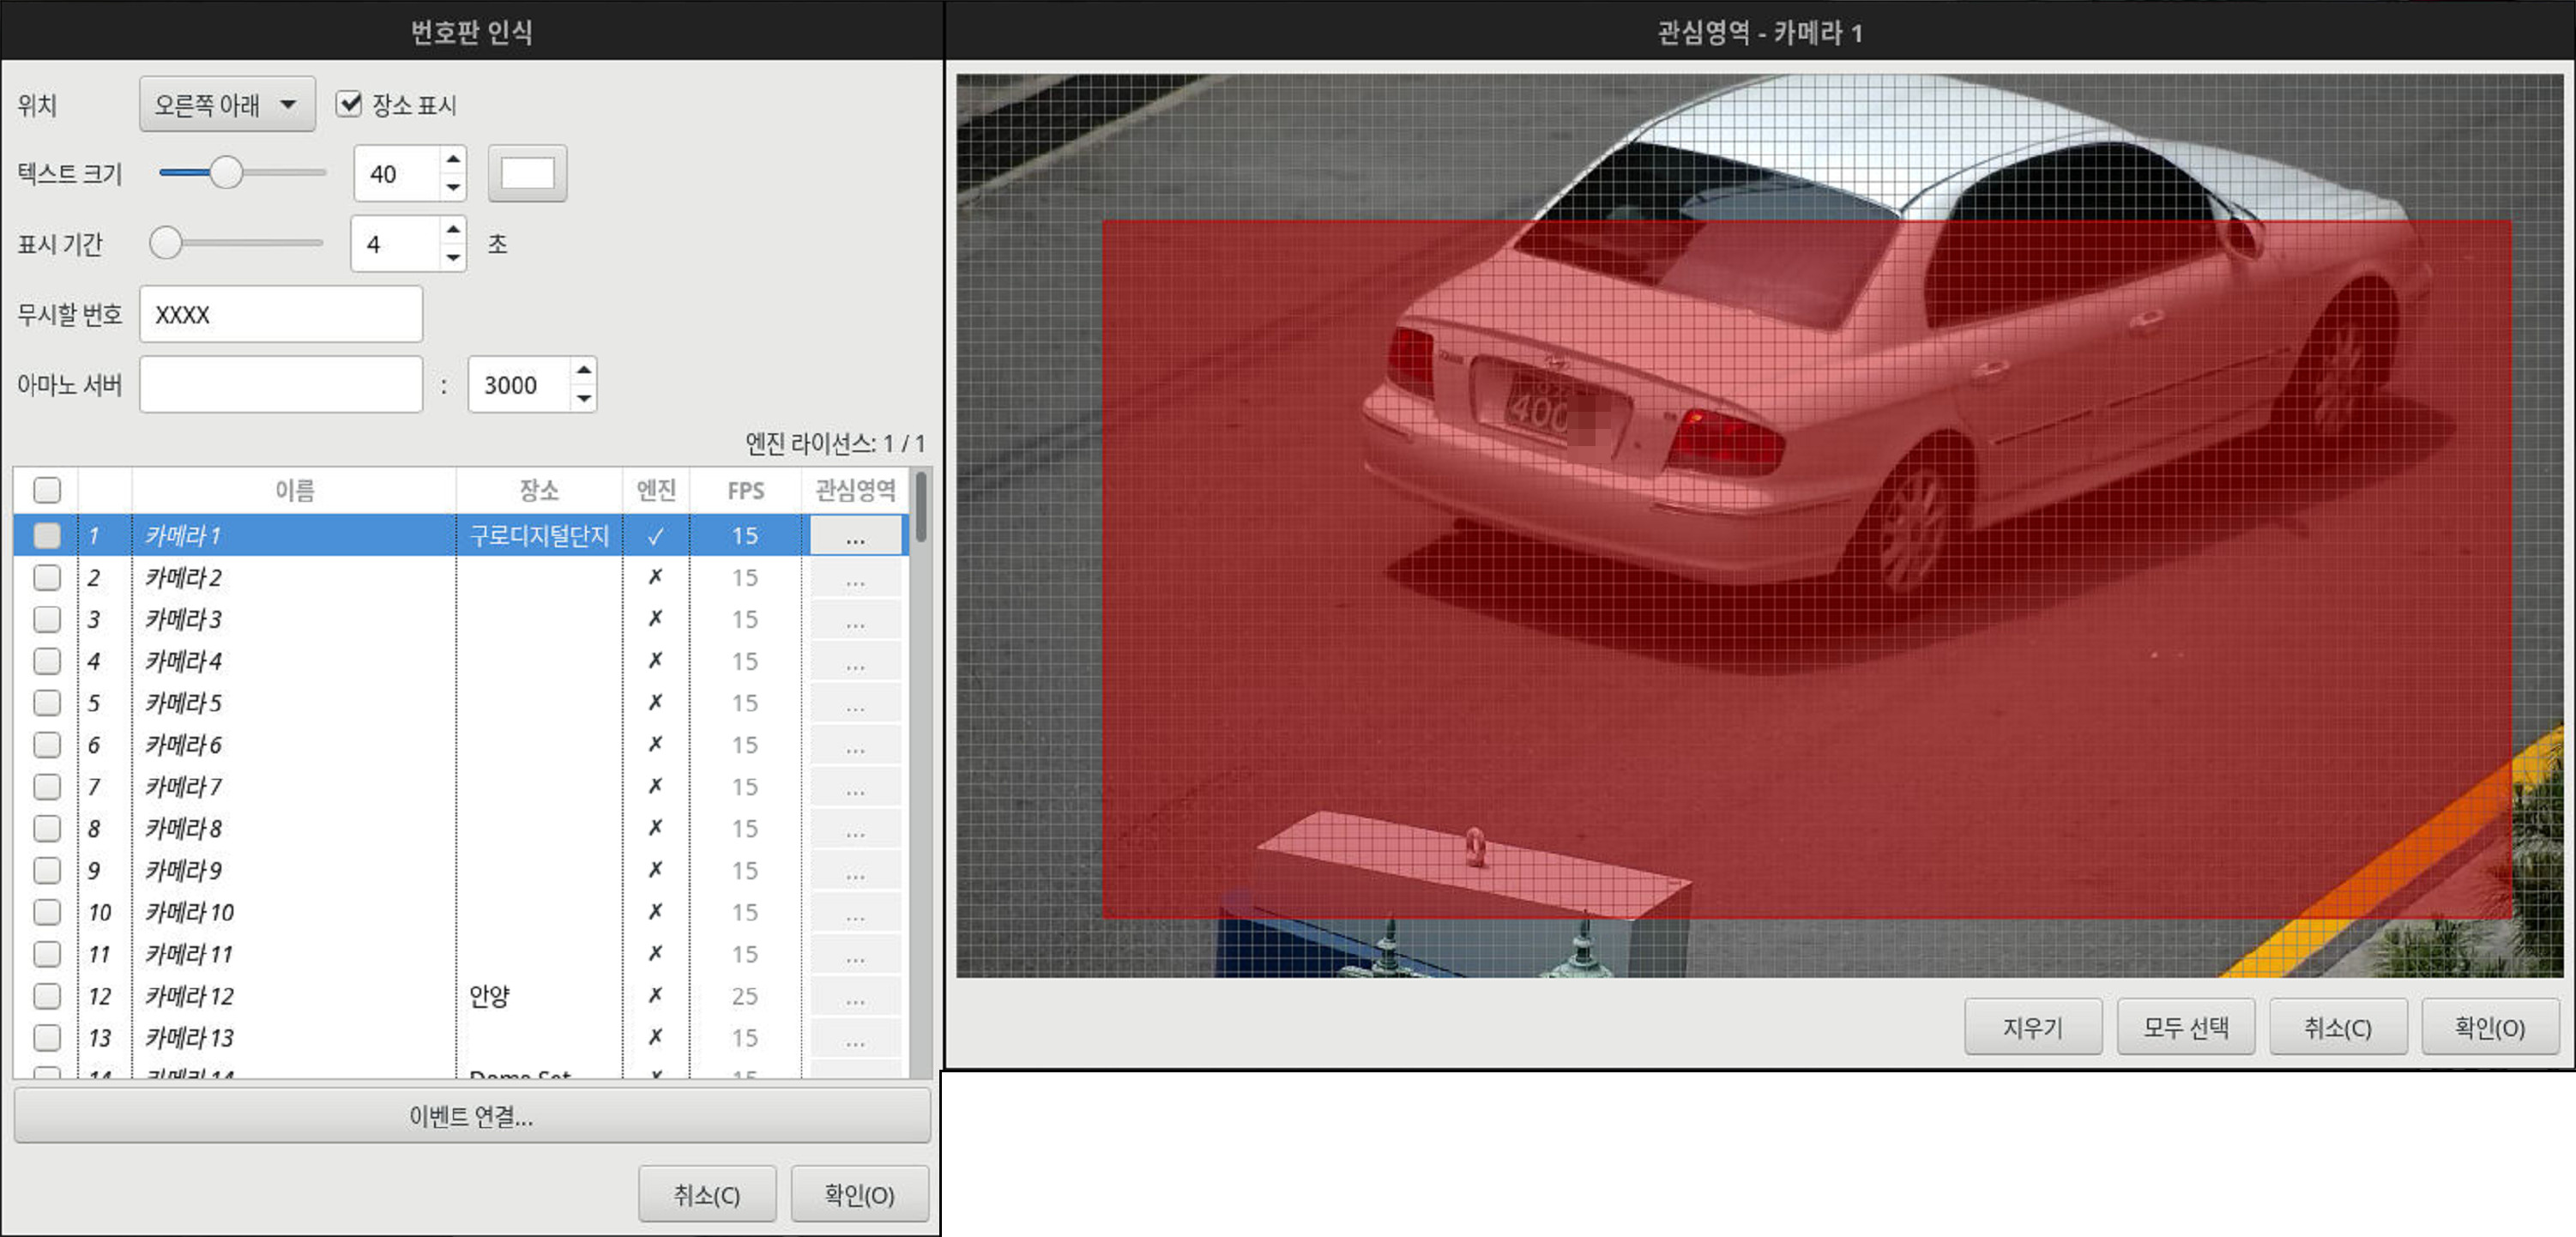 번호판 인식
위치 오른쪽 아래 장소 표시
텍스트 크기 40
표시 기간 4 초
무시할 번호 XXXX
아마노 서버 : 3000
엔진 라이선스: 1 / 1
이름 장소 엔진 FPS 관심영역
1 카메라 1 구로디지털단지 ✓ 15 ...
2 카메라 2 ✗ 15 ...
3 카메라 3 ✗ 15 ...
4 카메라 4 ✗ 15 ...
5 카메라 5 ✗ 15 ...
6 카메라 6 ✗ 15 ...
7 카메라 7 ✗ 15 ...
8 카메라 8 ✗ 15 ...
9 카메라 9 ✗ 15 ...
10 카메라 10 ✗ 15 ...
11 카메라 11 ✗ 15 ...
12 카메라 12 안양 ✗ 25 ...
13 카메라 13 ✗ 15 ...
14 카메라 14 ✗ 15
이벤트 연결...
취소(C) 확인(O)
관심영역 - 카메라 1
400
지우기 모두 선택 취소(C) 확인(O)